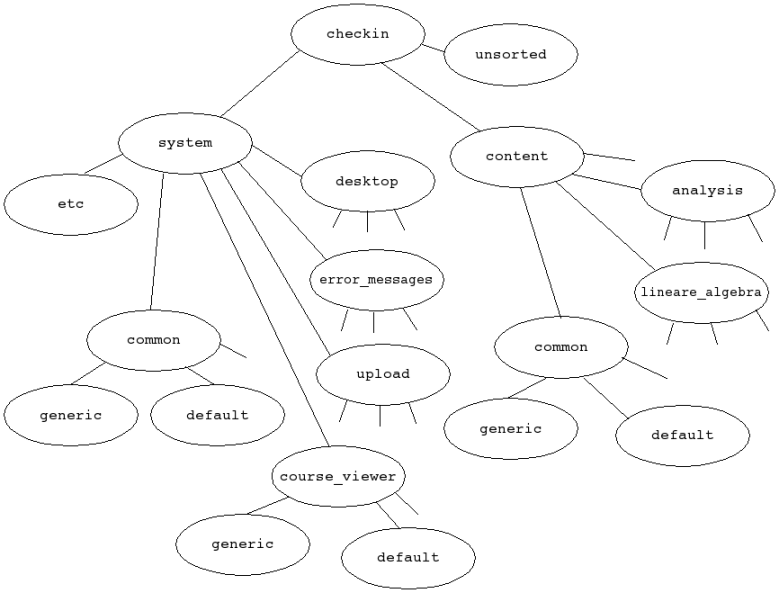 checkin
unsorted
system
content
desktop
analysis
etc
error_messages
lineare_algebra
common
common
upload
generic
default
generic
default
course_viewer
generic
default